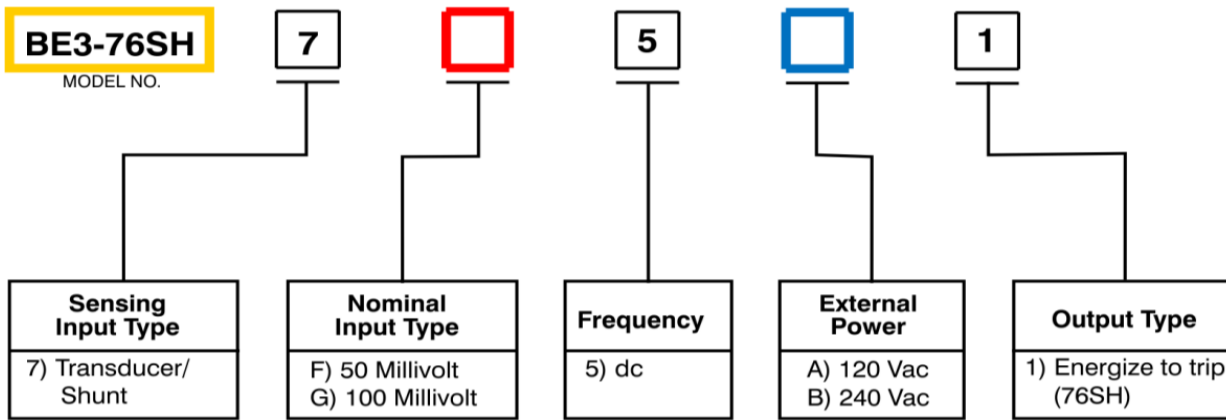 BE3-76SH
MODEL NO.
7
5
1
Sensing
Input Type
7) Transducer/
Shunt
Nominal
Input Type
F) 50 Millivolt
G) 100 Millivolt
Frequency
5) dc
External
Power
A) 120 Vac
B) 240 Vac
Output Type
1) Energize to trip
(76SH)